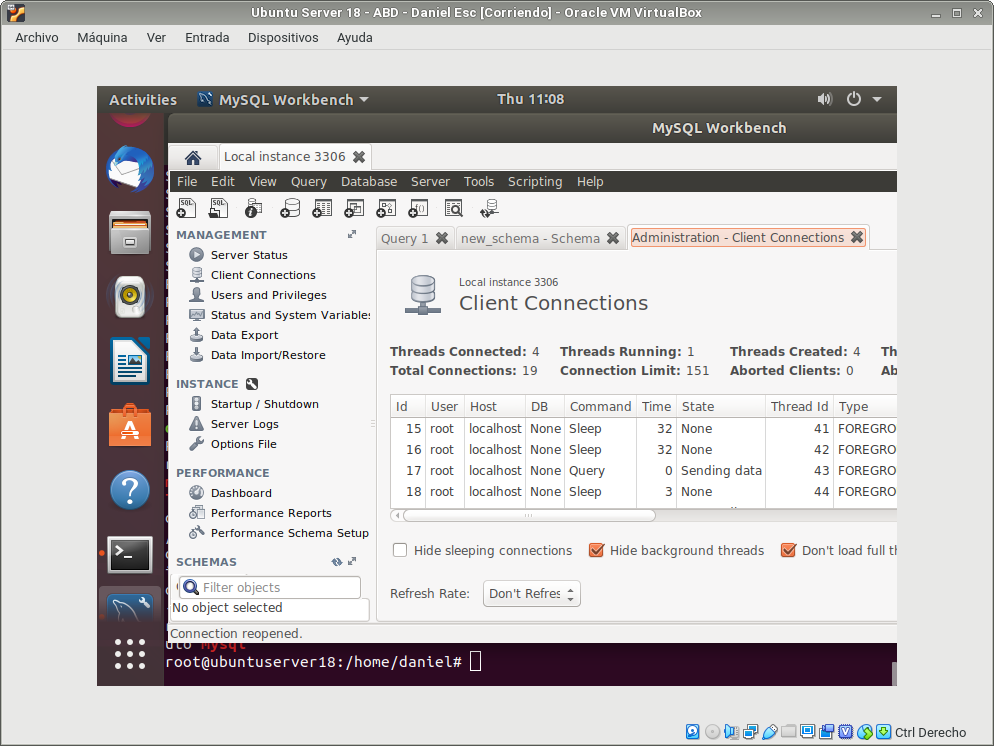 Ubuntu Server 18 - ABD - Daniel Esc [Corriendo] - Oracle VM VirtualBox
Archivo Máquina Ver Entrada Dispositivos Ayuda
Activities MySQL Workbench Thu 11:08
MySQL Workbench
Local instance 3306
File Edit View Query Database Server Tools Scripting Help
SQL SQL
MANAGEMENT
Server Status
Client Connections
Users and Privileges
Status and System Variables
Data Export
Data Import/Restore
INSTANCE
Startup / Shutdown
Server Logs
Options File
PERFORMANCE
Dashboard
Performance Reports
Performance Schema Setup
SCHEMAS
Filter objects
No object selected
Query 1 new_schema - Schema Administration - Client Connections
Local instance 3306
Client Connections
Threads Connected: 4 Threads Running: 1 Threads Created: 4 Th
Total Connections: 19 Connection Limit: 151 Aborted Clients: 0 Ab
Id User Host DB Command Time State Thread Id Type
15 root localhost None Sleep 32 None 41 FOREGRO
16 root localhost None Sleep 32 None 42 FOREGRO
17 root localhost None Query 0 Sending data 43 FOREGRO
18 root localhost None Sleep 3 None 44 FOREGRO
Hide sleeping connections Hide background threads Don't load full th
Refresh Rate: Don't Refres
Connection reopened.
Mysql
root@ubuntuserver18:/home/daniel#
Ctrl Derecho